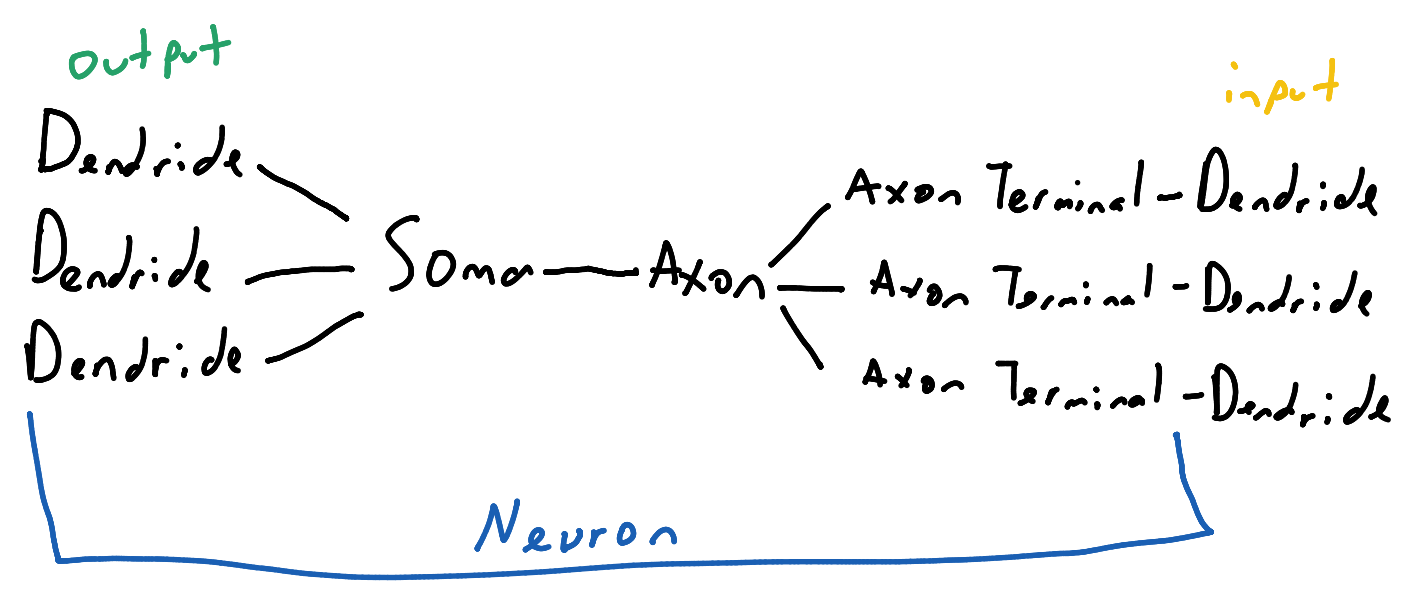 output
input
Dendride
Axon Terminal - Dendride
Dendride
Soma
Axon
Axon Terminal - Dendride
Dendride
Axon Terminal - Dendride
Neuron